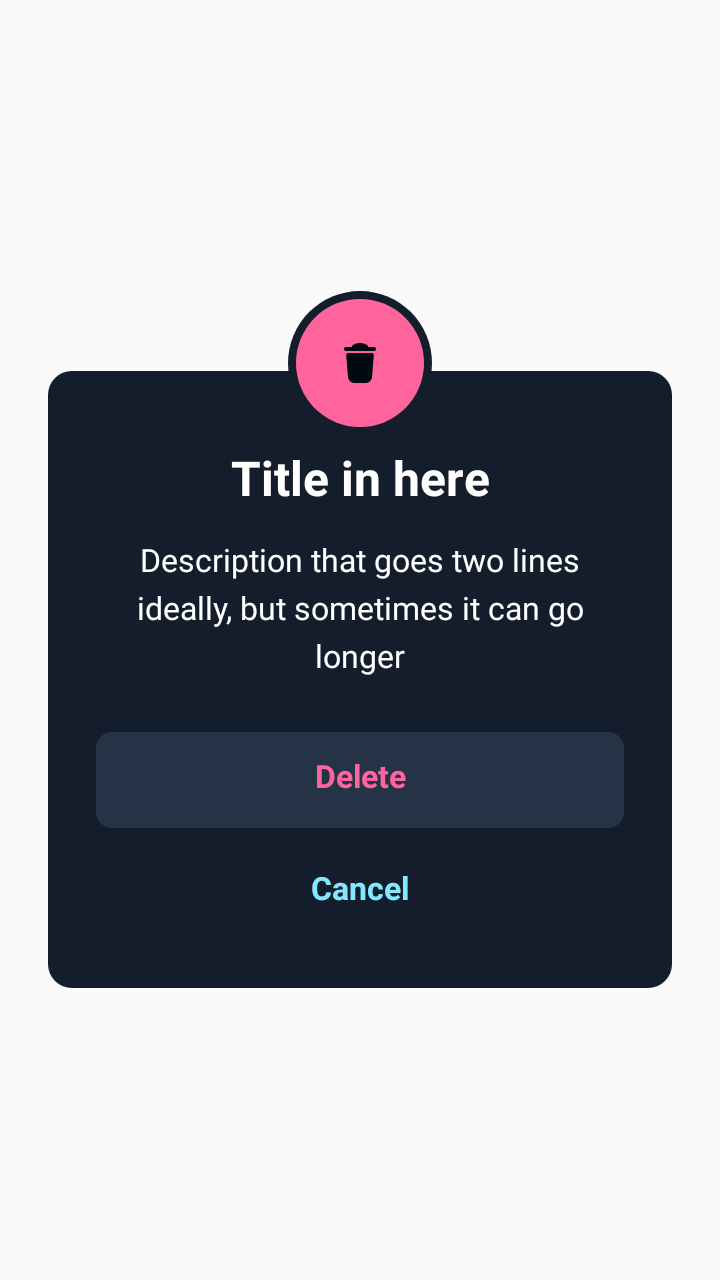 Title in here
Description that goes two lines
ideally, but sometimes it can go
longer
Delete
Cancel